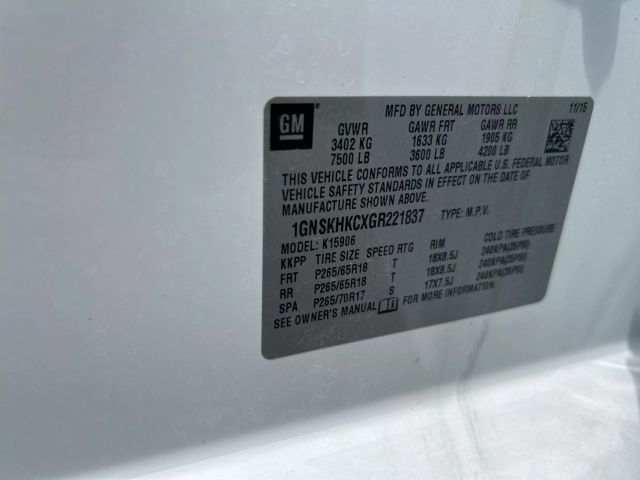 GM
MFD BY GENERAL MOTORS LLC 11/15
GVWR GAWR FRT GAWR RR
3402 KG 1633 KG 1905 KG
7500 LB 3600 LB 4200 LB
THIS VEHICLE CONFORMS TO ALL APPLICABLE U.S. FEDERAL MOTOR
VEHICLE SAFETY STANDARDS IN EFFECT ON THE DATE OF
MANUFACTURE SHOWN ABOVE.
1GNSKHKCXGR221837 TYPE: M.P.V.
MODEL: K15906
KKPP TIRE SIZE SPEED RTG RIM COLD TIRE PRESSURE
FRT P265/65R18 T 18X8.5J 240KPA(35PSI)
RR P265/65R18 T 18X8.5J 240KPA(35PSI)
SPA P265/70R17 S 17X7.5J 240KPA(35PSI)
SEE OWNER'S MANUAL FOR MORE INFORMATION.